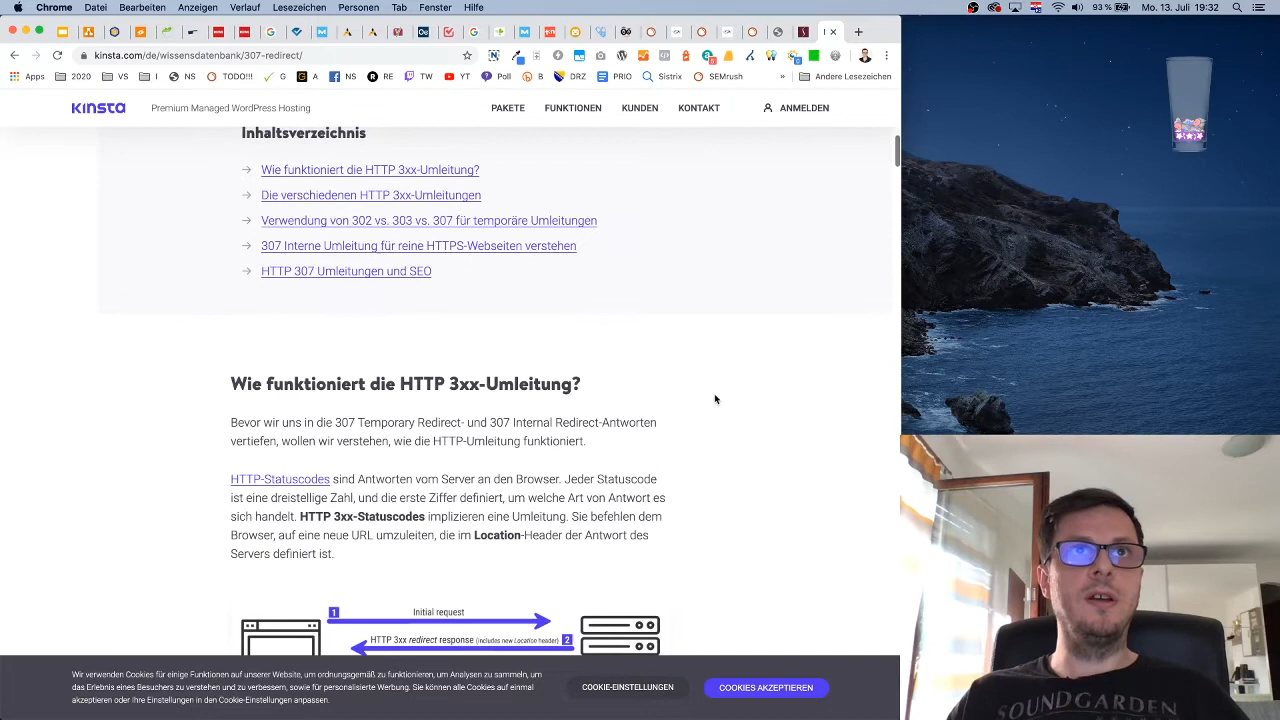 Chrome Datei Bearbeiten Anzeigen Verlauf Lesezeichen Personen Tab Fenster Hilfe
93 % Mo. 13. Juli 19:32
kinsta.com/de/wissensdatenbank/307-redirect/
Apps 2020 VS I NS TODO!!! G A NS RE TW YT Poll B DRZ PRIO Sistrix SEMrush » Andere Lesezeichen
KINSTA Premium Managed WordPress Hosting PAKETE FUNKTIONEN KUNDEN KONTAKT ANMELDEN
Inhaltsverzeichnis
Wie funktioniert die HTTP 3xx-Umleitung?
Die verschiedenen HTTP 3xx-Umleitungen
Verwendung von 302 vs. 303 vs. 307 für temporäre Umleitungen
307 Interne Umleitung für reine HTTPS-Webseiten verstehen
HTTP 307 Umleitungen und SEO
Wie funktioniert die HTTP 3xx-Umleitung?
Bevor wir uns in die 307 Temporary Redirect- und 307 Internal Redirect-Antworten
vertiefen, wollen wir verstehen, wie die HTTP-Umleitung funktioniert.
HTTP-Statuscodes sind Antworten vom Server an den Browser. Jeder Statuscode
ist eine dreistellige Zahl, und die erste Ziffer definiert, um welche Art von Antwort es
sich handelt. HTTP 3xx-Statuscodes implizieren eine Umleitung. Sie befehlen dem
Browser, auf eine neue URL umzuleiten, die im Location-Header der Antwort des
Servers definiert ist.
1 Initial request
HTTP 3xx redirect response (includes new Location header) 2
Wir verwenden Cookies für einige Funktionen auf unserer Website, um ordnungsgemäß zu funktionieren, um Analysen zu sammeln, um
das Erlebnis eines Besuchers zu verstehen und zu verbessern, sowie für personalisierte Werbung. Sie können alle Cookies auf einmal
akzeptieren oder Ihre Einstellungen in den Cookie-Einstellungen anpassen.
COOKIE-EINSTELLUNGEN
COOKIES AKZEPTIEREN
SOUNDGARDEN